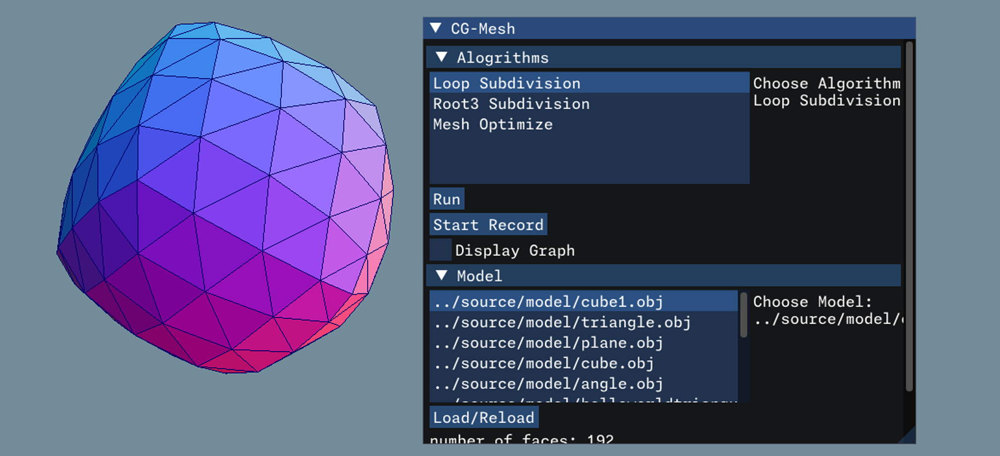 CG-Mesh
Alogrithms
Loop Subdivision
Root3 Subdivision
Mesh Optimize
Choose Algorithm
Loop Subdivision
Run
Start Record
Display Graph
Model
../source/model/cube1.obj
../source/model/triangle.obj
../source/model/plane.obj
../source/model/cube.obj
../source/model/angle.obj
Choose Model:
../source/model/
Load/Reload
number of faces: 192